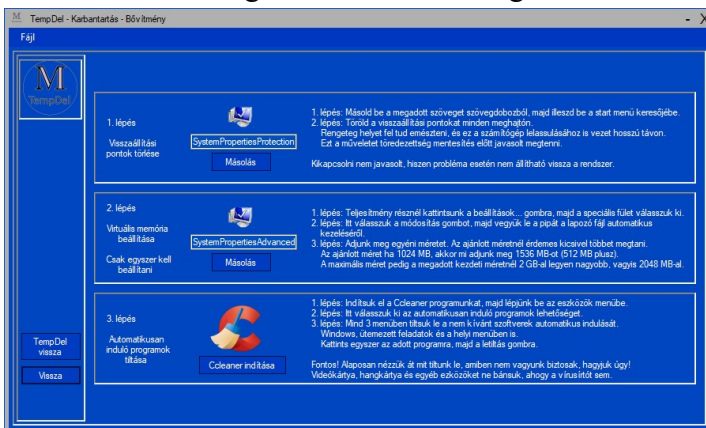 TempDel - Karbantartás - Bővítmény
- X
Fájl
M
TempDel
1. lépés
Visszaállítási
pontok törlése
SystemPropertiesProtection
Másolás
1. lépés: Másold be a megadott szöveget szövegdobozból, majd illeszd be a start menü keresőjébe.
2. lépés: Töröld a visszaállítási pontokat minden meghajtón.
Rengeteg helyet fel tud emészteni, és ez a számítógép lelassulásához is vezet hosszú távon.
Ezt a műveletet töredezettség mentesítés előtt javasolt megtenni.
Kikapcsolni nem javasolt, hiszen probléma esetén nem állítható vissza a rendszer.
2. lépés
Virtuális memória
beállítása
Csak egyszer kell
beállítani
SystemPropertiesAdvanced
Másolás
1. lépés: Teljesítmény résznél kattintsunk a beállítások... gombra, majd a speciális fület válasszuk ki.
2. lépés: Itt válasszuk a módosítás gombot, majd vegyük le a pipát a lapozó fájl automatikus
kezeléséről.
3. lépés: Adjunk meg egyéni méretet. Az ajánlott méretnél érdemes kicsivel többet megtani.
Az ajánlott méret ha 1024 MB, akkor mi adjunk meg 1536 MB-ot (512 MB plusz).
A maximális méret pedig a megadott kezdeti méretnél 2 GB-al legyen nagyobb, vagyis 2048 MB-al.
3. lépés
Automatikusan
induló programok
tiltása
Ccleaner indítása
1. lépés: Indítsuk el a Ccleaner programunkat, majd lépjünk be az eszközök menübe.
2. lépés: Itt válasszuk ki az automatikusan induló programok lehetőséget.
3. lépés: Mind 3 menüben tiltsuk le a nem kívánt szoftverek automatikus indulását.
Windows, ütemezett feladatok és a helyi menüben is.
Kattints egyszer az adott programra, majd a letiltás gombra.
Fontos! Alaposan nézzük át mit tiltunk le, amiben nem vagyunk biztosak, hagyjuk úgy!
Videókártya, hangkártya és egyéb ezközöket ne bánsuk, ahogy a vírusirtót sem.
TempDel
vissza
Vissza